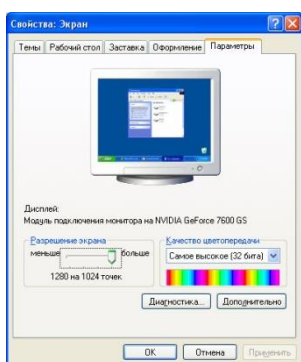 Свойства: Экран
Темы Рабочий стол Заставка Оформление Параметры
Дисплей:
Модуль подключения монитора на NVIDIA GeForce 7600 GS
Разрешение экрана
меньше больше
1280 на 1024 точек
Качество цветопередачи
Самое высокое (32 бита)
Диагностика... Дополнительно
ОК Отмена Применить